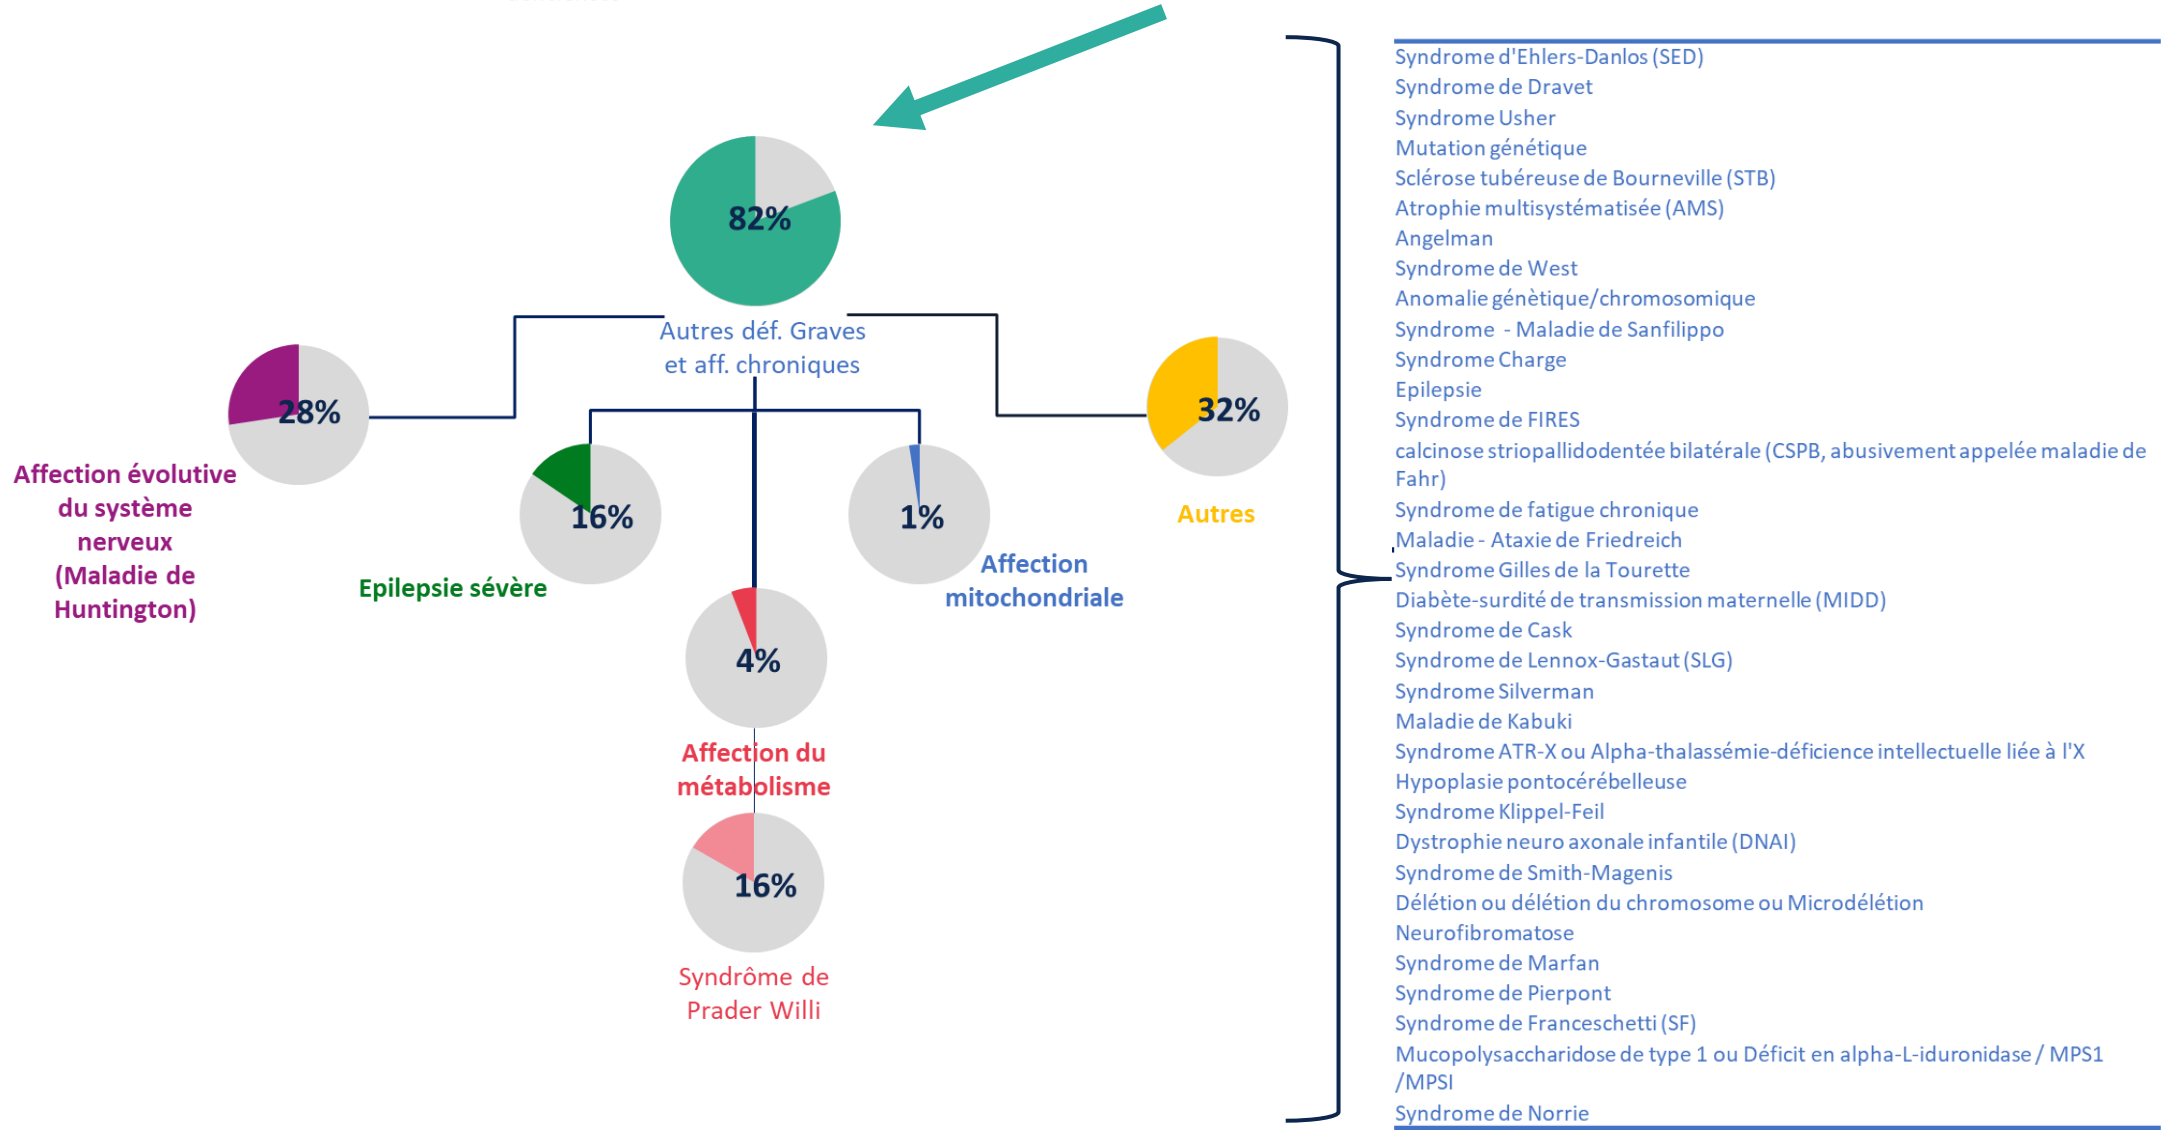 82%
Autres déf. Graves
et aff. chroniques
28%
Affection évolutive
du système
nerveux
(Maladie de
Huntington)
16%
Epilepsie sévère
4%
Affection du
métabolisme
16%
Syndrôme de
Prader Willi
1%
Affection
mitochondriale
32%
Autres
Syndrome d'Ehlers-Danlos (SED)
Syndrome de Dravet
Syndrome Usher
Mutation génétique
Sclérose tubéreuse de Bourneville (STB)
Atrophie multisystématisée (AMS)
Angelman
Syndrome de West
Anomalie génètique/chromosomique
Syndrome - Maladie de Sanfilippo
Syndrome Charge
Epilepsie
Syndrome de FIRES
calcinose striopallidodentée bilatérale (CSPB, abusivement appelée maladie de
Fahr)
Syndrome de fatigue chronique
Maladie - Ataxie de Friedreich
Syndrome Gilles de la Tourette
Diabète-surdité de transmission maternelle (MIDD)
Syndrome de Cask
Syndrome de Lennox-Gastaut (SLG)
Syndrome Silverman
Maladie de Kabuki
Syndrome ATR-X ou Alpha-thalassémie-déficience intellectuelle liée à l'X
Hypoplasie pontocérébelleuse
Syndrome Klippel-Feil
Dystrophie neuro axonale infantile (DNAI)
Syndrome de Smith-Magenis
Délétion ou délétion du chromosome ou Microdélétion
Neurofibromatose
Syndrome de Marfan
Syndrome de Pierpont
Syndrome de Franceschetti (SF)
Mucopolysaccharidose de type 1 ou Déficit en alpha-L-iduronidase / MPS1
/MPSI
Syndrome de Norrie